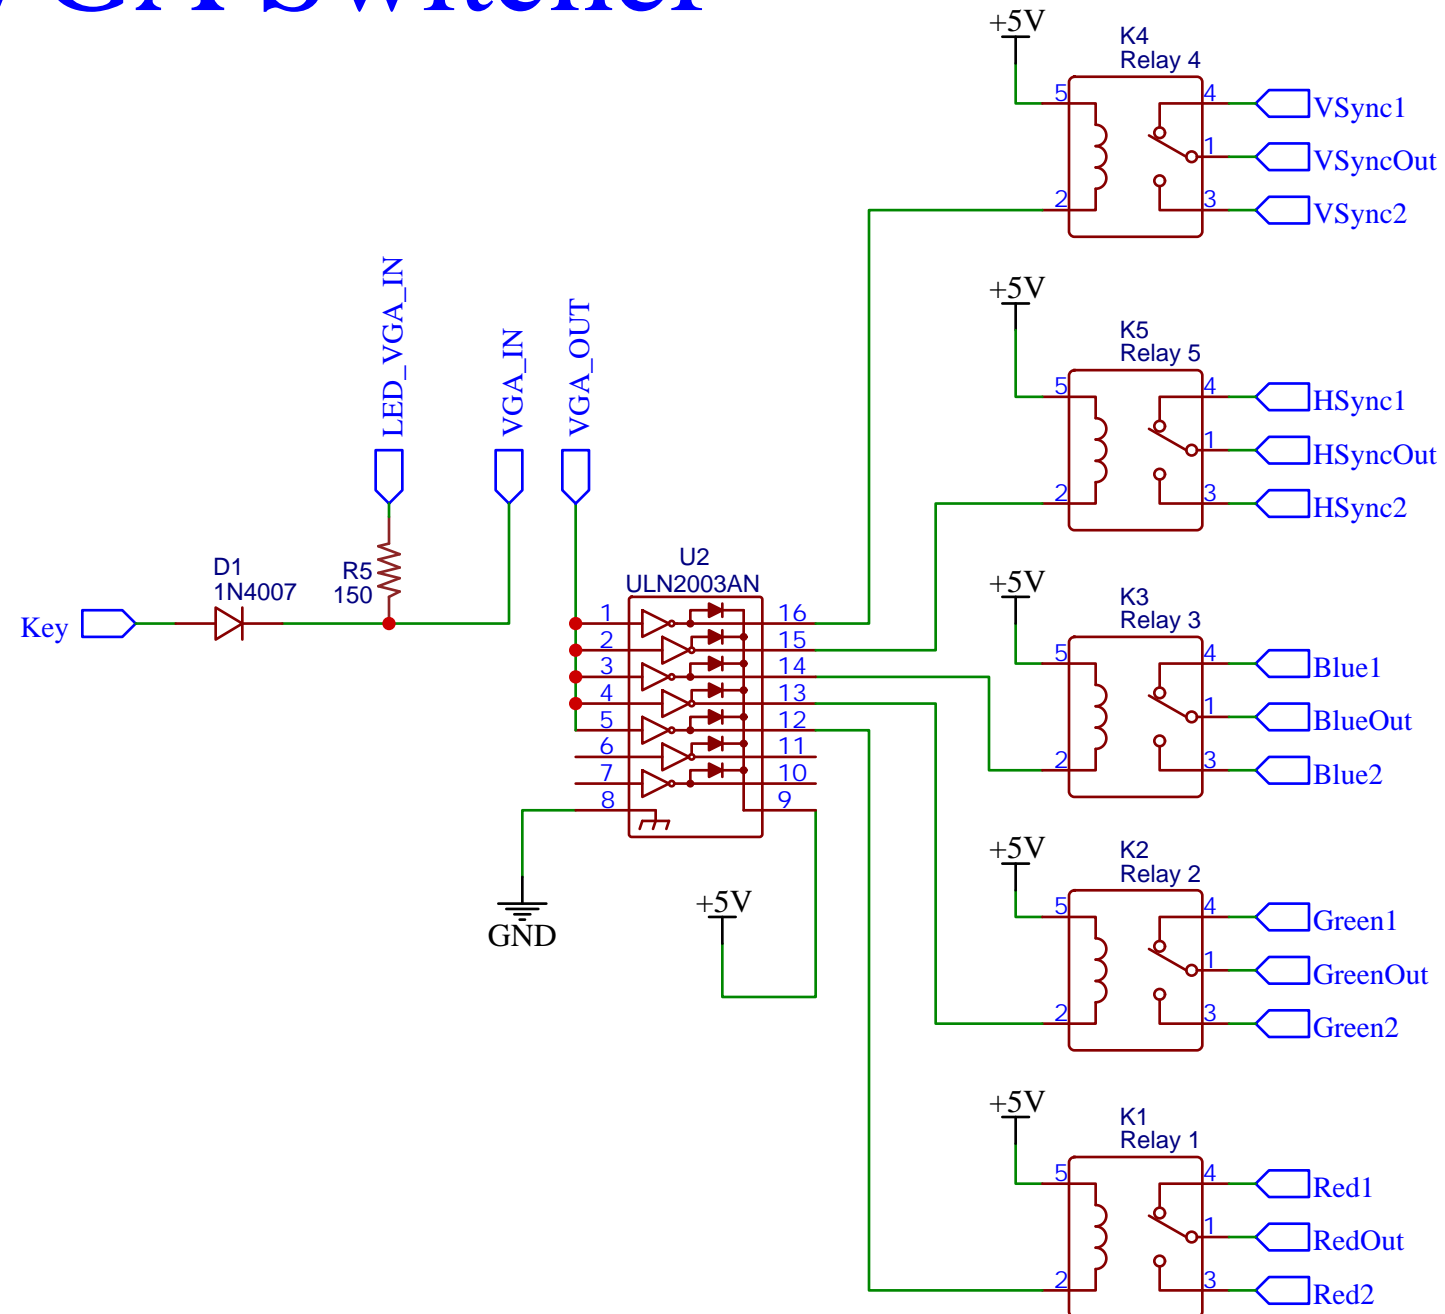 VGA Switcher
+5V
K4
Relay 4
5
4
VSync1
1
VSyncOut
2
3
VSync2
+5V
K5
Relay 5
5
4
HSync1
1
HSyncOut
2
3
HSync2
LED_VGA_IN
VGA_IN
VGA_OUT
Key
D1
1N4007
R5
150
U2
ULN2003AN
1
16
2
15
3
14
4
13
5
12
6
11
7
10
8
9
GND
+5V
+5V
K3
Relay 3
5
4
Blue1
1
BlueOut
2
3
Blue2
+5V
K2
Relay 2
5
4
Green1
1
GreenOut
2
3
Green2
+5V
K1
Relay 1
5
4
Red1
1
RedOut
2
3
Red2